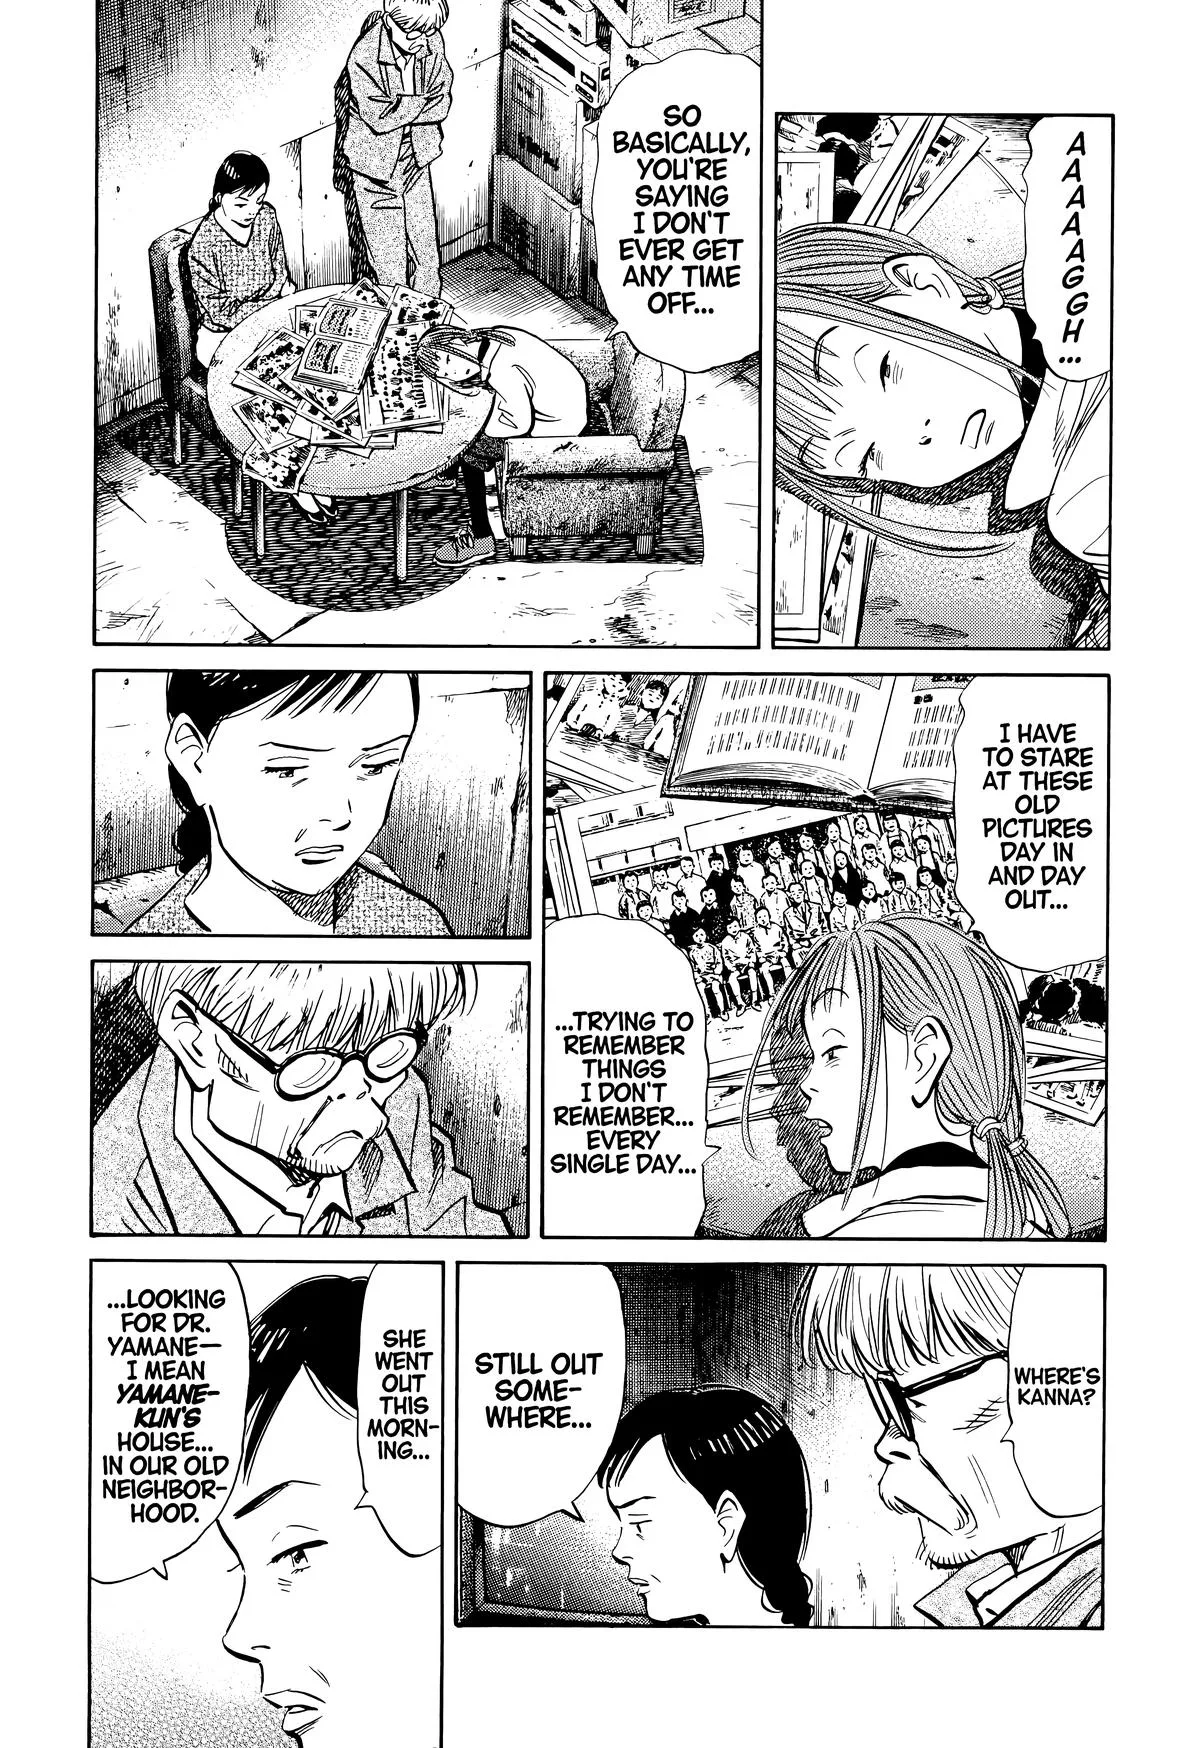 AAAAAGGH...
SO
BASICALLY,
YOU'RE
SAYING
I DON'T
EVER GET
ANY TIME
OFF...
I HAVE
TO STARE
AT THESE
OLD
PICTURES
DAY IN
AND DAY
OUT...
...TRYING TO
REMEMBER
THINGS
I DON'T
REMEMBER...
EVERY
SINGLE DAY...
WHERE'S
KANNA?
STILL OUT
SOME-
WHERE...
SHE
WENT
OUT
THIS
MORN-
ING...
...LOOKING
FOR DR.
YAMANE—
I MEAN
YAMANE-
KUN'S
HOUSE...
IN OUR OLD
NEIGHBOR-
HOOD.